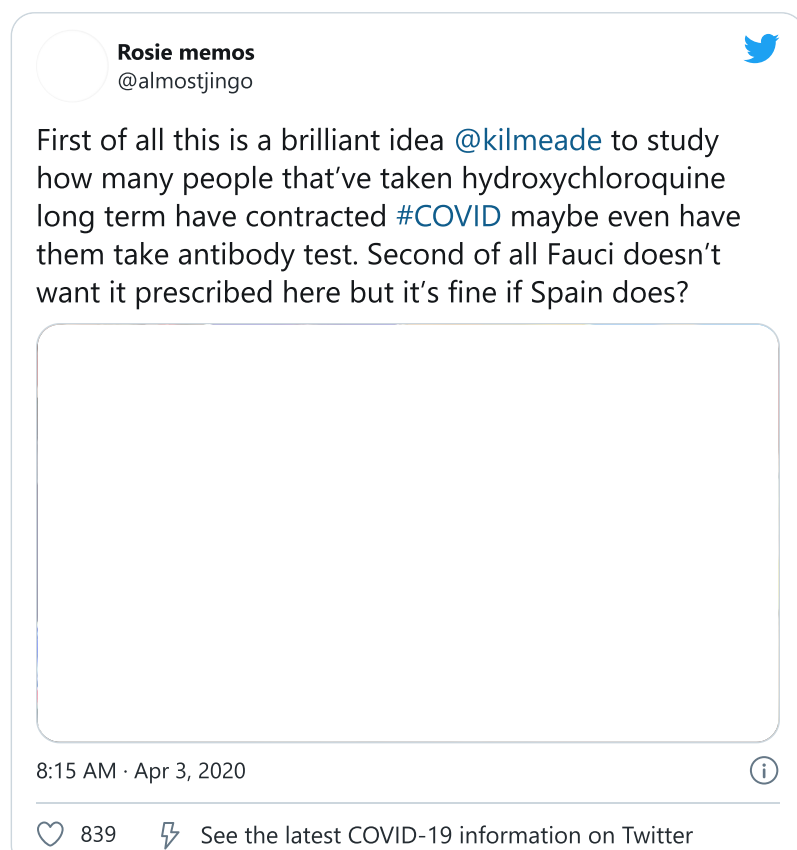 Rosie memos
@almostjingo
First of all this is a brilliant idea @kilmeade to study
how many people that’ve taken hydroxychloroquine
long term have contracted #COVID maybe even have
them take antibody test. Second of all Fauci doesn’t
want it prescribed here but it’s fine if Spain does?
8:15 AM · Apr 3, 2020
839 See the latest COVID-19 information on Twitter